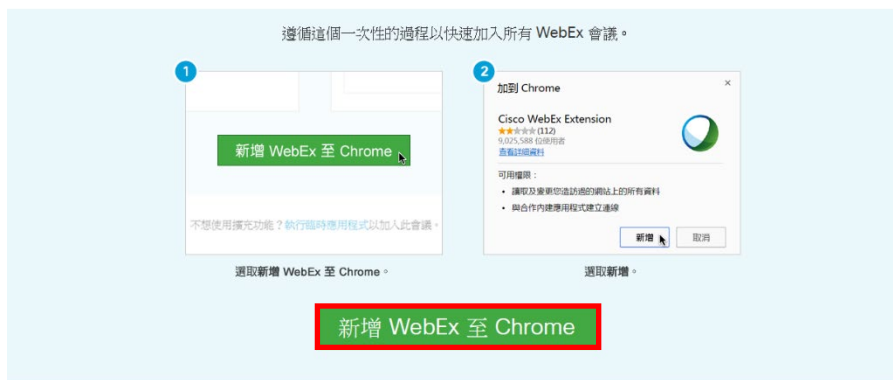 遵循這個一次性的過程以快速加入所有 WebEx 會議。
1
新增 WebEx 至 Chrome
不想使用擴充功能？執行臨時應用程式以加入此會議。
選取新增 WebEx 至 Chrome。
2
加到 Chrome
×
Cisco WebEx Extension
★★★★★ (112)
9,025,588 位使用者
查看詳細資料
可用權限：
• 讀取及變更您造訪過的網站上的所有資料
• 與合作內建應用程式建立連線
新增
取消
選取新增。
新增 WebEx 至 Chrome